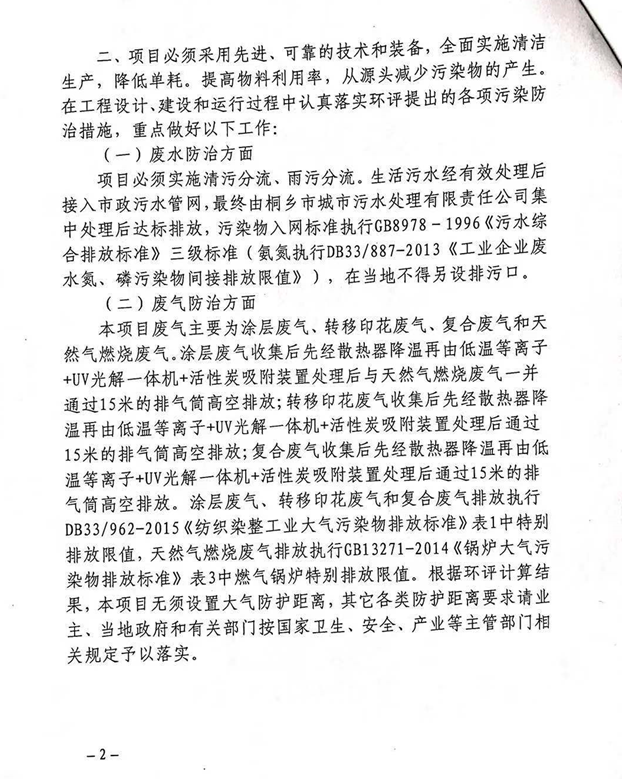 二、项目必须采用先进、可靠的技术和装备，全面实施清洁
生产，降低单耗。提高物料利用率，从源头减少污染物的产生。
在工程设计、建设和运行过程中认真落实环评提出的各项污染防
治措施，重点做好以下工作：
（一）废水防治方面
项目必须实施清污分流、雨污分流。生活污水经有效处理后
接入市政污水管网，最终由桐乡市城市污水处理有限责任公司集
中处理后达标排放，污染物入网标准执行GB8978-1996《污水综
合排放标准》三级标准（氨氮执行DB33/887-2013《工业企业废
水氮、磷污染物间接排放限值》），在当地不得另设排污口。
（二）废气防治方面
本项目废气主要为涂层废气、转移印花废气、复合废气和天
然气燃烧废气。涂层废气收集后先经散热器降温再由低温等离子
+UV光解一体机+活性炭吸附装置处理后与天然气燃烧废气一并
通过15米的排气筒高空排放；转移印花废气收集后先经散热器降
温再由低温等离子+UV光解一体机+活性炭吸附装置处理后通过
15米的排气筒高空排放；复合废气收集后先经散热器降温再由低
温等离子+UV光解一体机+活性炭吸附装置处理后通过15米的排
气筒高空排放。涂层废气、转移印花废气和复合废气排放执行
DB33/962-2015《纺织染整工业大气污染物排放标准》表1中特别
排放限值，天然气燃烧废气排放执行GB13271-2014《锅炉大气污
染物排放标准》表3中燃气锅炉特别排放限值。根据环评计算结
果，本项目无须设置大气防护距离，其它各类防护距离要求请业
主、当地政府和有关部门按国家卫生、安全、产业等主管部门相
关规定予以落实。
-2-